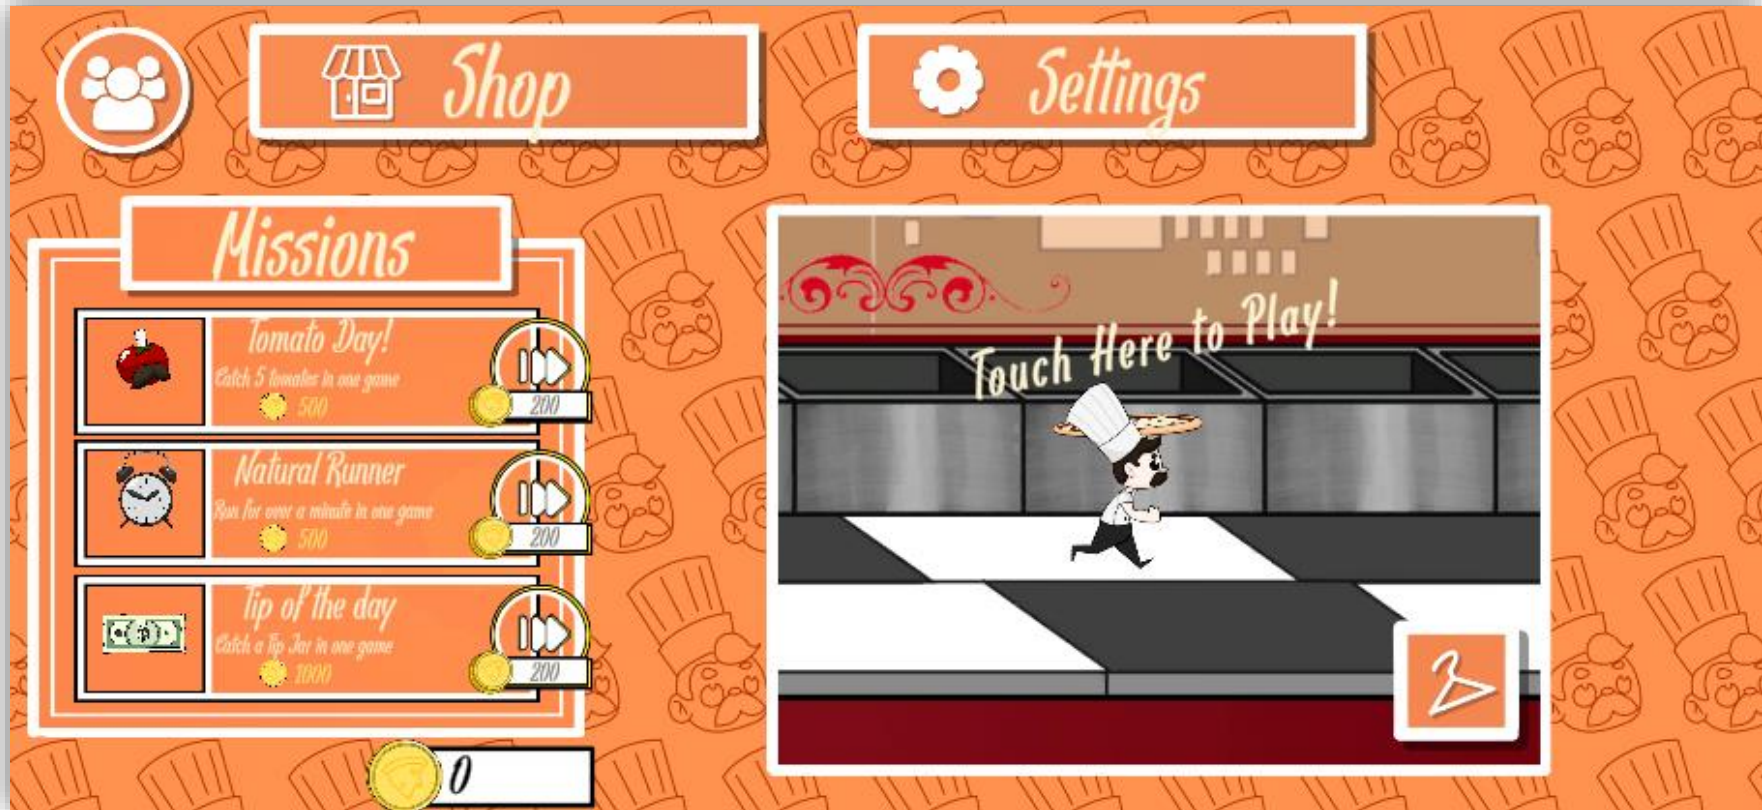 Shop
Settings
Missions
Tomato Day!
Catch 5 tomatos in one game
500
200
Natural Runner
Run for over a minute in one game
500
200
Tip of the day
Catch a Tip Jar in one game
1000
200
0
Touch Here to Play!